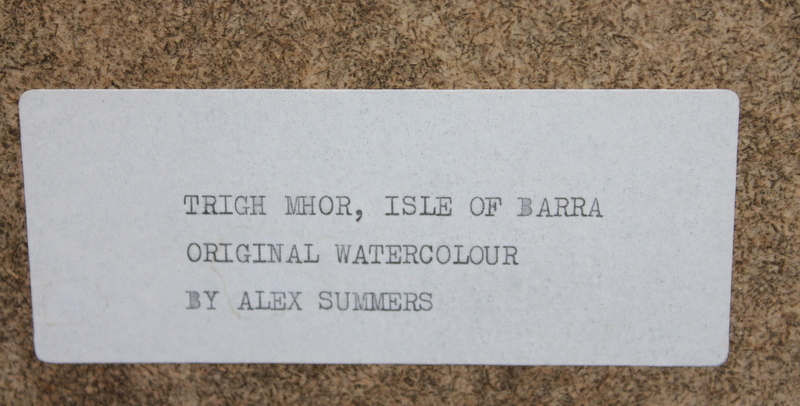 TRIGH MHOR, ISLE OF BARRA
ORIGINAL WATERCOLOUR
BY ALEX SUMMERS